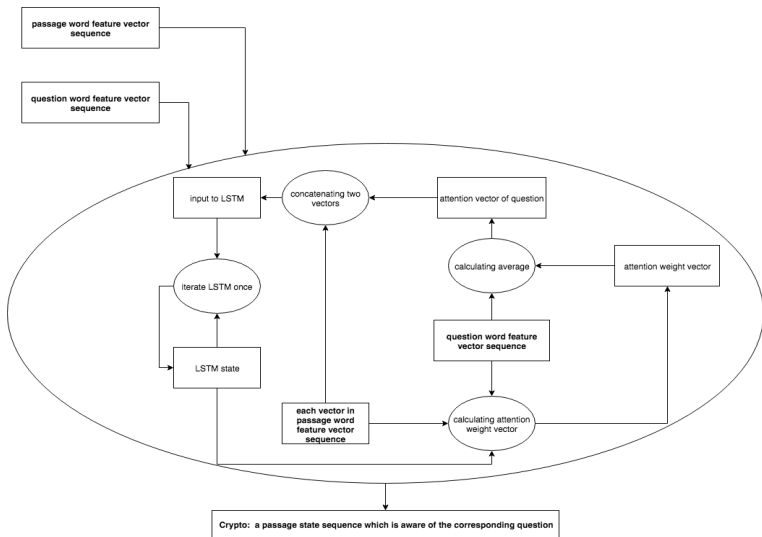 passage word feature vector
sequence
question word feature vector
sequence
input to LSTM
concatenating two
vectors
attention vector of question
iterate LSTM once
calculating average
attention weight vector
question word feature
vector sequence
LSTM state
each vector in
passage word
feature vector
sequence
calculating attention
weight vector
Crypto: a passage state sequence which is aware of the corresponding question